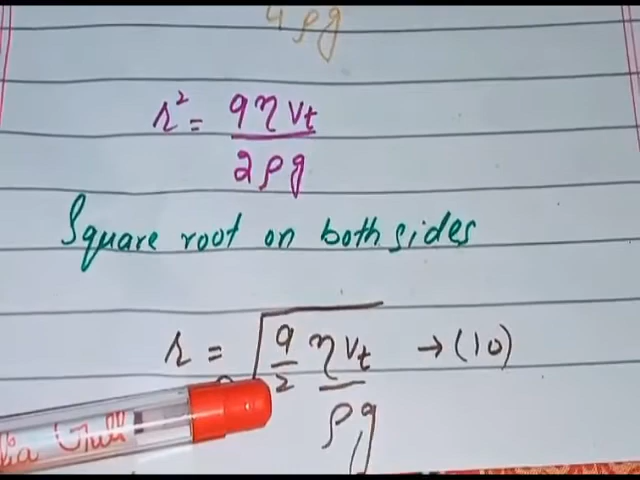 4ρg
r² = 9ηVt
2ρg
Square root on both sides
r = √ 9/2 ηVt → (10)
ρg